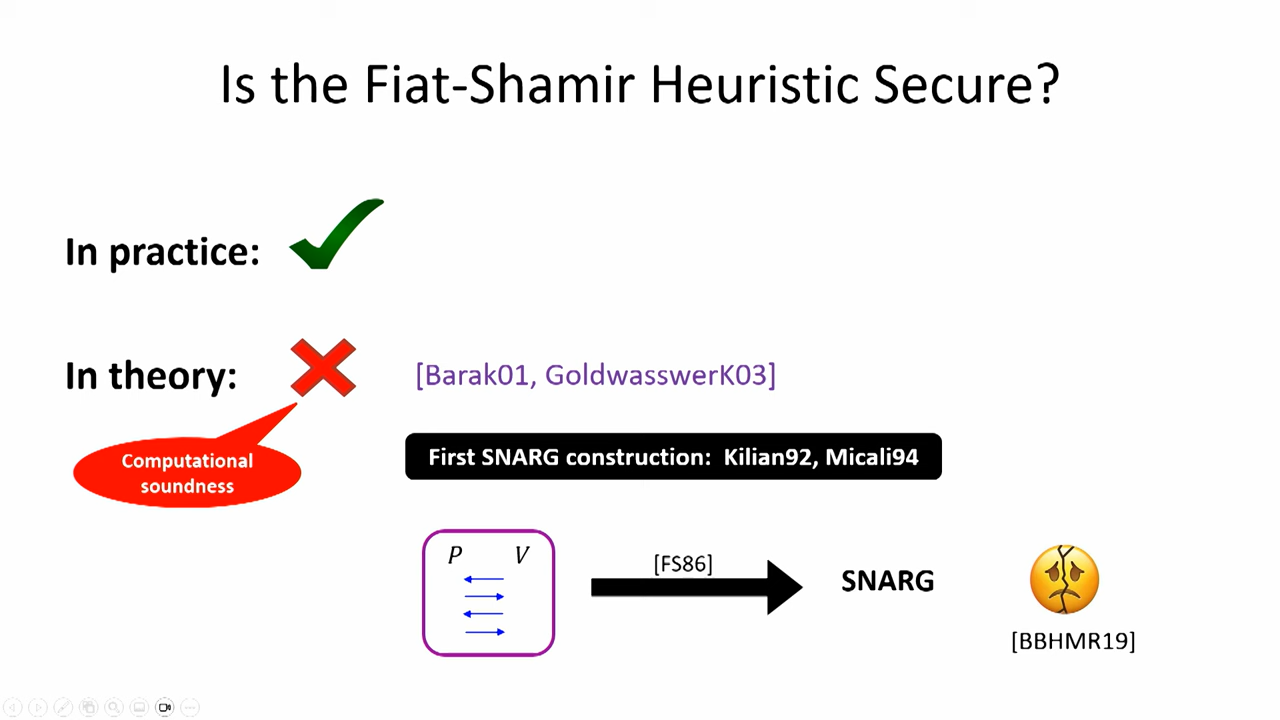 Is the Fiat-Shamir Heuristic Secure?
In practice:
In theory:
[Barak01, GoldwasswerK03]
Computational
soundness
First SNARG construction: Kilian92, Micali94
P V
[FS86]
SNARG
[BBHMR19]